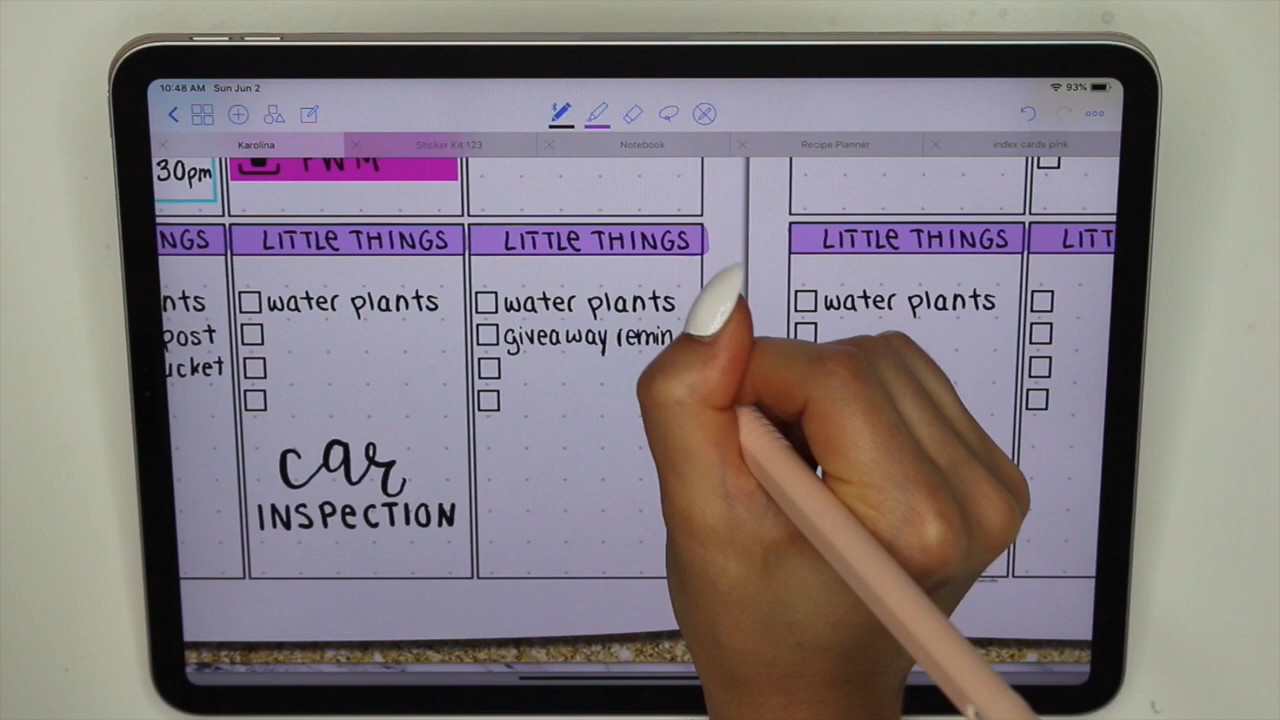 10:48 AM Sun Jun 2
93%
Karolina
Sticker Kit 123
Notebook
Recipe Planner
index cards pink
30pm
PWM
NGS
LITTLE THINGS
LITTLE THINGS
LITTLE THINGS
LITT
nts
water plants
water plants
water plants
post
giveaway remin
ucket
car
INSPECTION